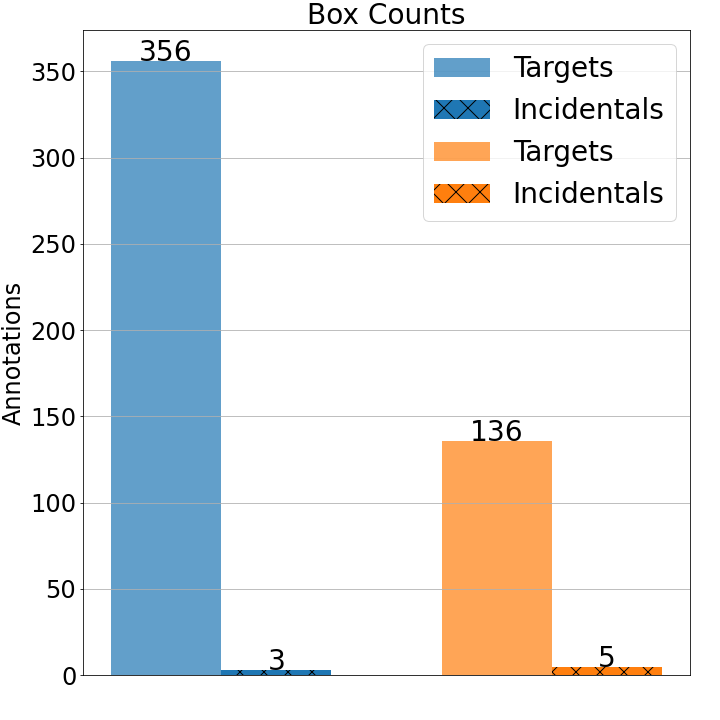 Box Counts
356
350
300
250
200
150
100
50
0
Annotations
Targets
Incidentals
Targets
Incidentals
136
3
5